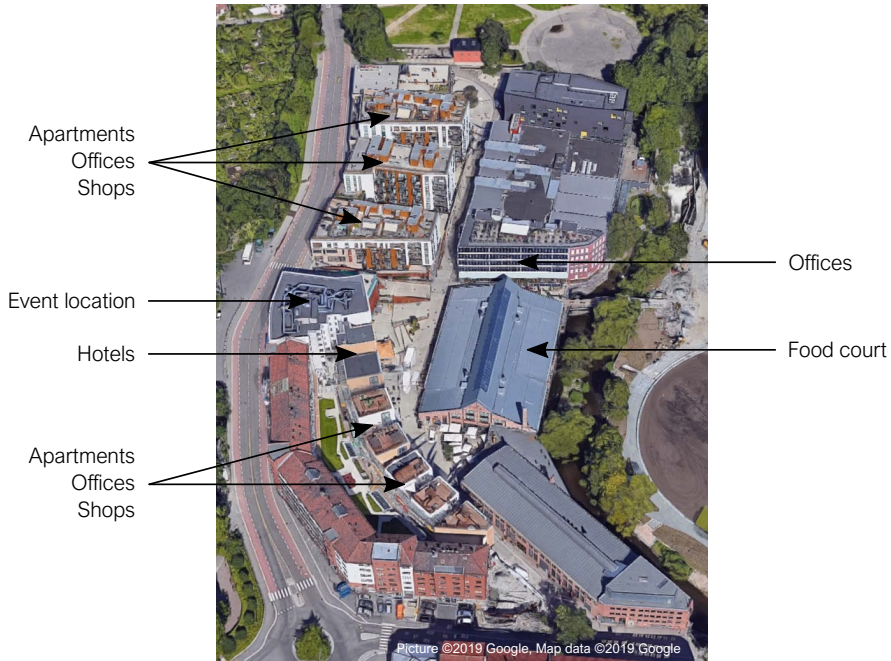 Apartments
Offices
Shops
Offices
Event location
Hotels
Food court
Apartments
Offices
Shops
Picture ©2019 Google, Map data ©2019 Google